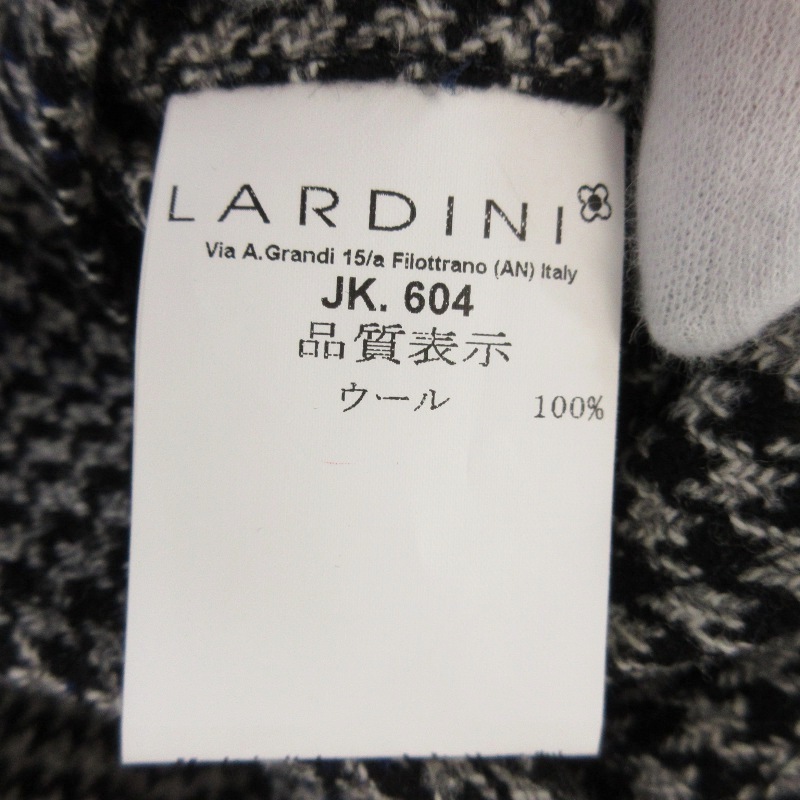 LARDINI
Via A.Grandi 15/a Filottrano (AN) Italy
JK. 604
品質表示
ウール 100%